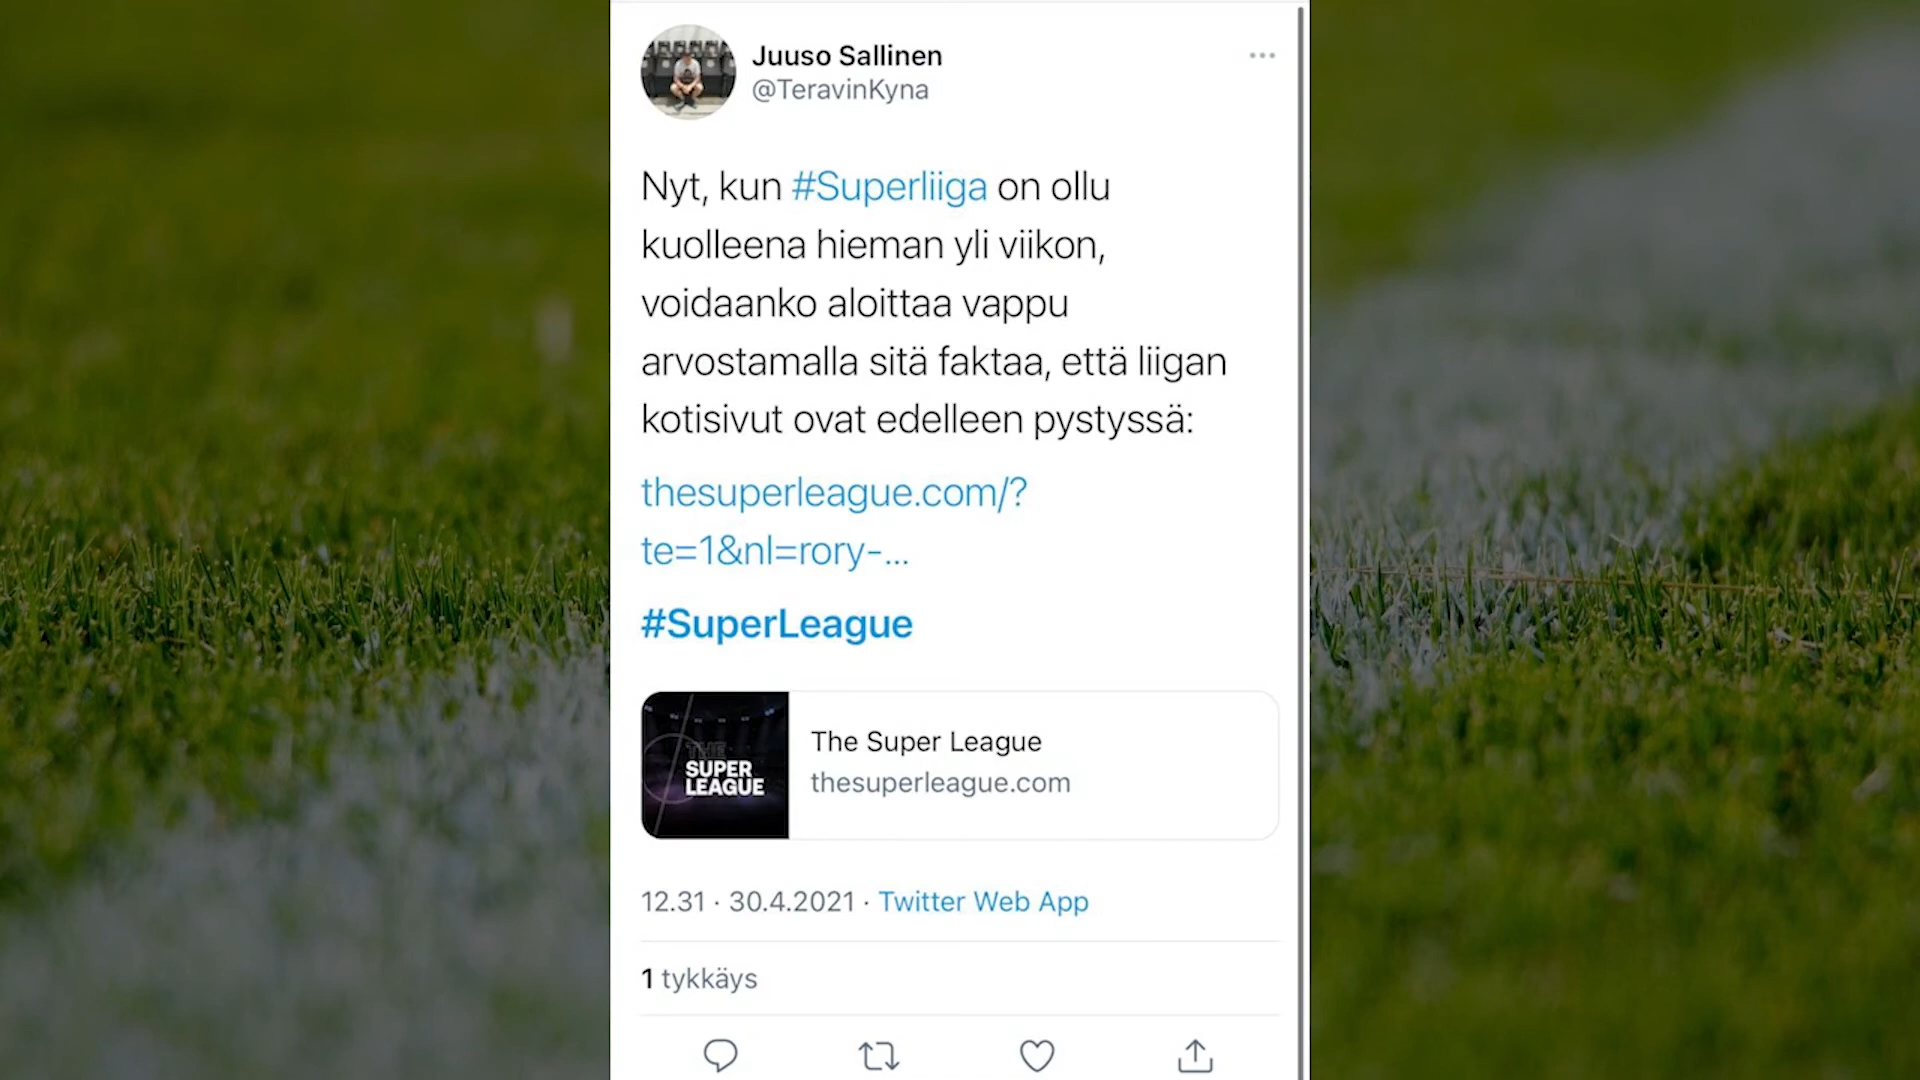 Juuso Sallinen
@TeravinKyna
Nyt, kun #Superliiga on ollu
kuolleena hieman yli viikon,
voidaanko aloittaa vappu
arvostamalla sitä faktaa, että liigan
kotisivut ovat edelleen pystyssä:
thesuperleague.com/?
te=1&nl=rory-...
#SuperLeague
THE
SUPER
LEAGUE
The Super League
thesuperleague.com
12.31 · 30.4.2021 · Twitter Web App
1 tykkäys